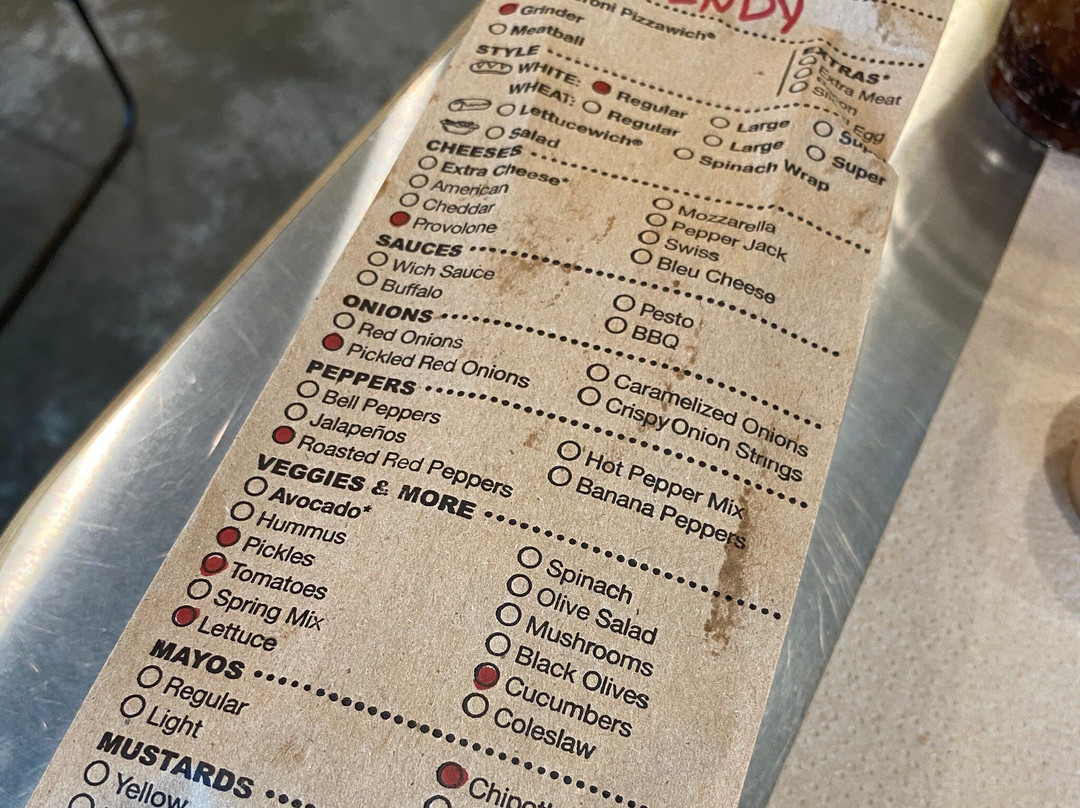 Pizzawich®
Grinder
Meatball
EXTRAS*
Extra Meat
Egg
STYLE
WHITE: Regular Large
WHEAT: Regular Large Super
Lettucewich® Spinach Wrap
Salad
CHEESES
Extra Cheese* Mozzarella
American Pepper Jack
Cheddar Swiss
Provolone Bleu Cheese
SAUCES
Wich Sauce Pesto
Buffalo BBQ
ONIONS
Red Onions Caramelized Onions
Pickled Red Onions Crispy Onion Strings
PEPPERS
Bell Peppers Hot Pepper Mix
Jalapeños Banana Peppers
Roasted Red Peppers
VEGGIES & MORE
Avocado* Spinach
Hummus Olive Salad
Pickles Mushrooms
Tomatoes Black Olives
Spring Mix Cucumbers
Lettuce Coleslaw
MAYOS
Regular
Light
MUSTARDS
Yellow